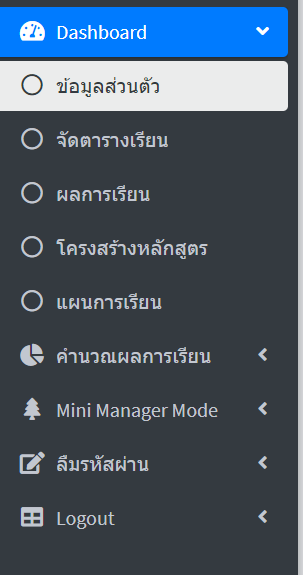 Dashboard
ข้อมูลส่วนตัว
จัดตารางเรียน
ผลการเรียน
โครงสร้างหลักสูตร
แผนการเรียน
คำนวณผลการเรียน
Mini Manager Mode
ลืมรหัสผ่าน
Logout